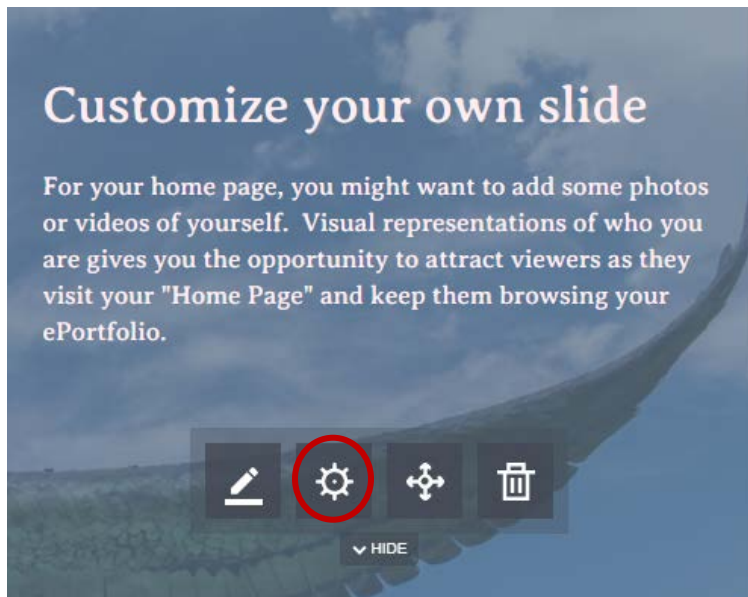 Customize your own slide
For your home page, you might want to add some photos
or videos of yourself.  Visual representations of who you
are gives you the opportunity to attract viewers as they
visit your "Home Page" and keep them browsing your
ePortfolio.
HIDE